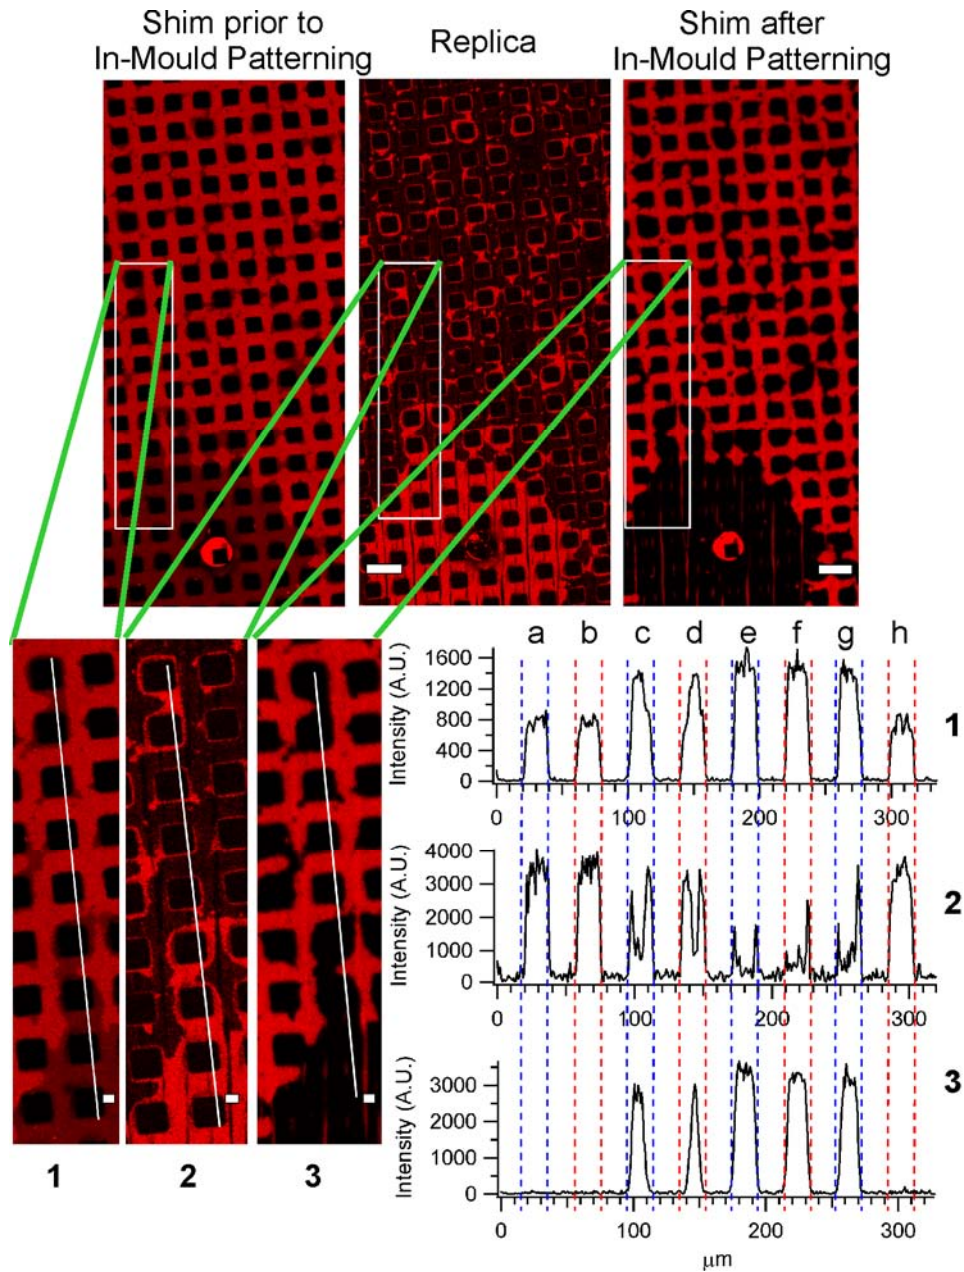 Shim prior to
In-Mould Patterning
Replica
Shim after
In-Mould Patterning
a b c d e f g h
1600
1200
800
400
0
Intensity (A.U.)
0 100 200 300
1
4000
3000
2000
1000
0
Intensity (A.U.)
0 100 200 300
2
3000
2000
1000
0
Intensity (A.U.)
0 100 200 300
μm
3
1 2 3